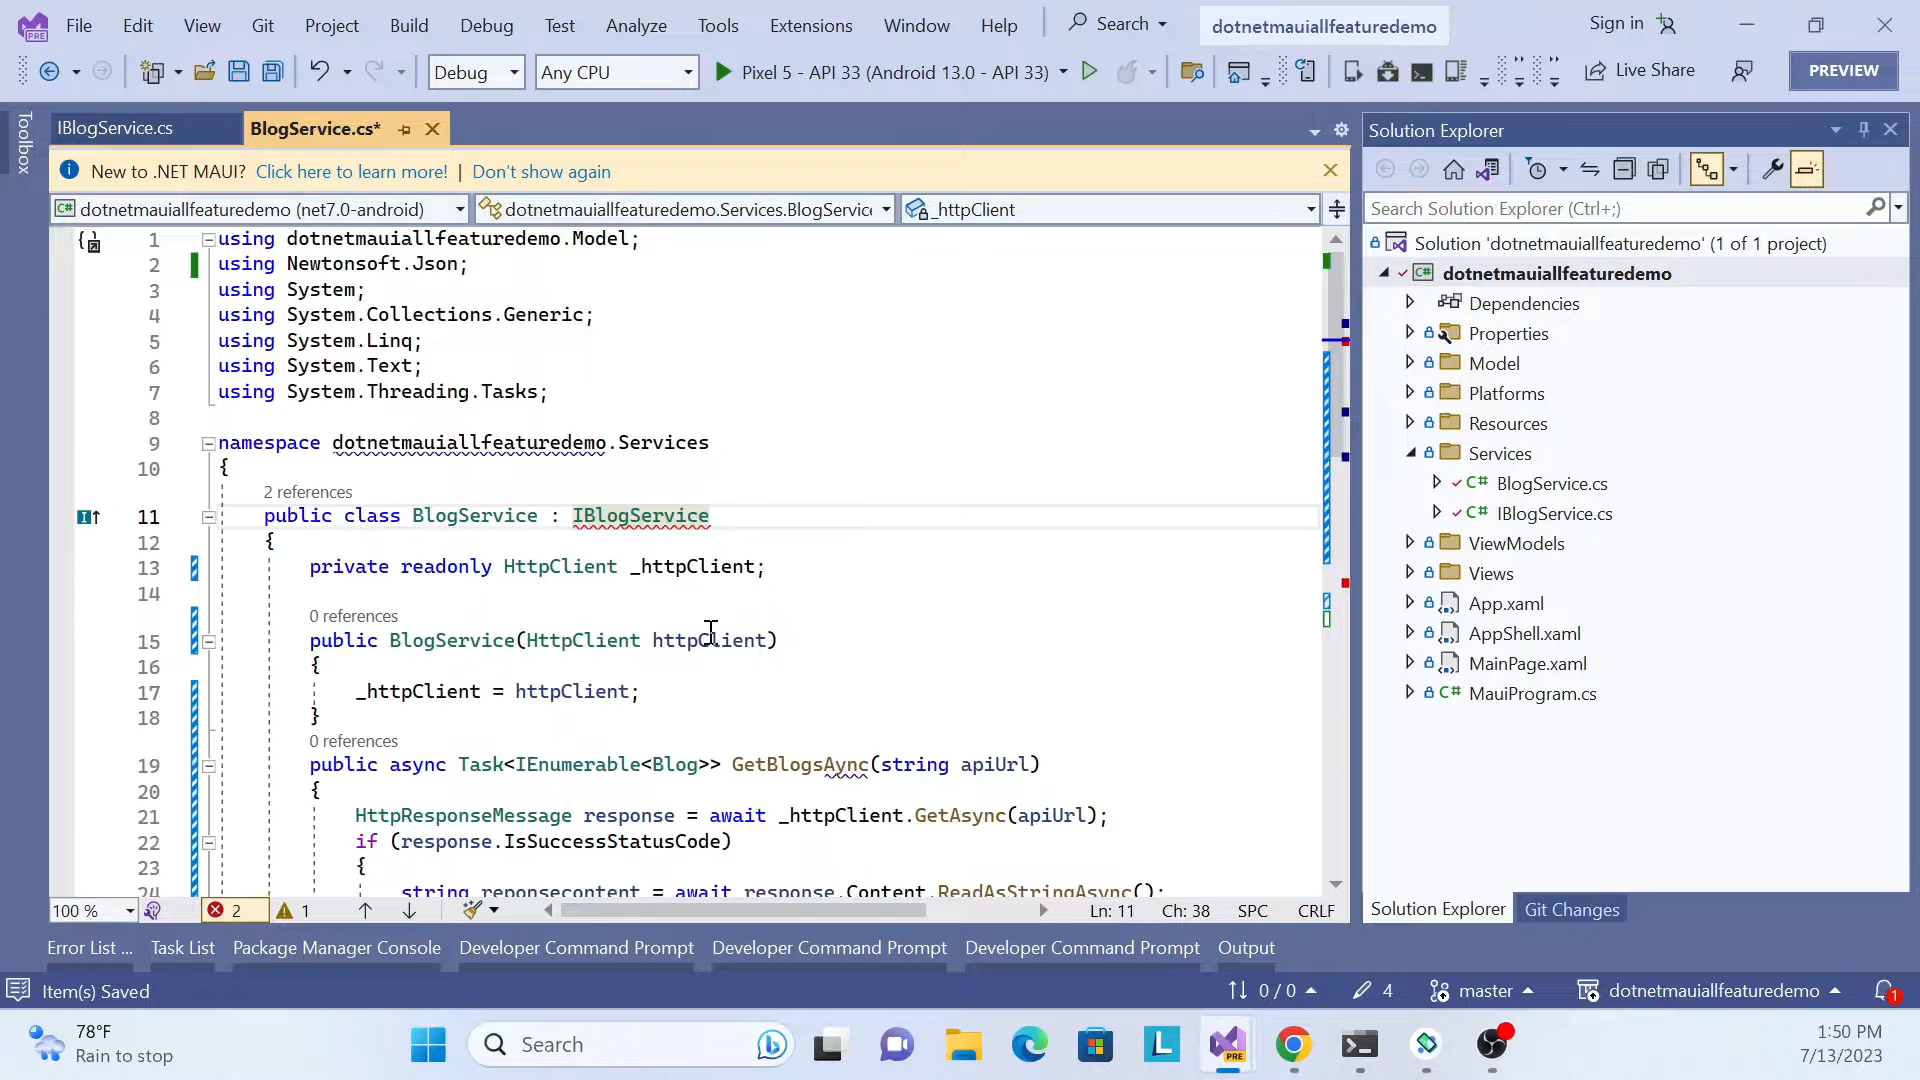 File Edit View Git Project Build Debug Test Analyze Tools Extensions Window Help Search dotnetmauiallfeaturedemo Sign in
Debug Any CPU Pixel 5 - API 33 (Android 13.0 - API 33) Live Share PREVIEW
Toolbox
IBlogService.cs BlogService.cs*
New to .NET MAUI? Click here to learn more! | Don't show again
dotnetmauiallfeaturedemo (net7.0-android) dotnetmauiallfeaturedemo.Services.BlogService _httpClient
1 using dotnetmauiallfeaturedemo.Model;
2 using Newtonsoft.Json;
3 using System;
4 using System.Collections.Generic;
5 using System.Linq;
6 using System.Text;
7 using System.Threading.Tasks;
8
9 namespace dotnetmauiallfeaturedemo.Services
10 {
2 references
11 public class BlogService : IBlogService
12 {
13 private readonly HttpClient _httpClient;
14
0 references
15 public BlogService(HttpClient httpClient)
16 {
17 _httpClient = httpClient;
18 }
0 references
19 public async Task<IEnumerable<Blog>> GetBlogsAync(string apiUrl)
20 {
21 HttpResponseMessage response = await _httpClient.GetAsync(apiUrl);
22 if (response.IsSuccessStatusCode)
23 {
24 string reponsecontent = await response.Content.ReadAsStringAsync();
100 % 2 1 Ln: 11 Ch: 38 SPC CRLF
Solution Explorer
Search Solution Explorer (Ctrl+;)
Solution 'dotnetmauiallfeaturedemo' (1 of 1 project)
dotnetmauiallfeaturedemo
Dependencies
Properties
Model
Platforms
Resources
Services
C# BlogService.cs
C# IBlogService.cs
ViewModels
Views
App.xaml
AppShell.xaml
MainPage.xaml
C# MauiProgram.cs
Solution Explorer Git Changes
Error List ... Task List Package Manager Console Developer Command Prompt Developer Command Prompt Developer Command Prompt Output
Item(s) Saved 0 / 0 4 master dotnetmauiallfeaturedemo 1
78°F
Rain to stop
Search
PRE
1:50 PM
7/13/2023